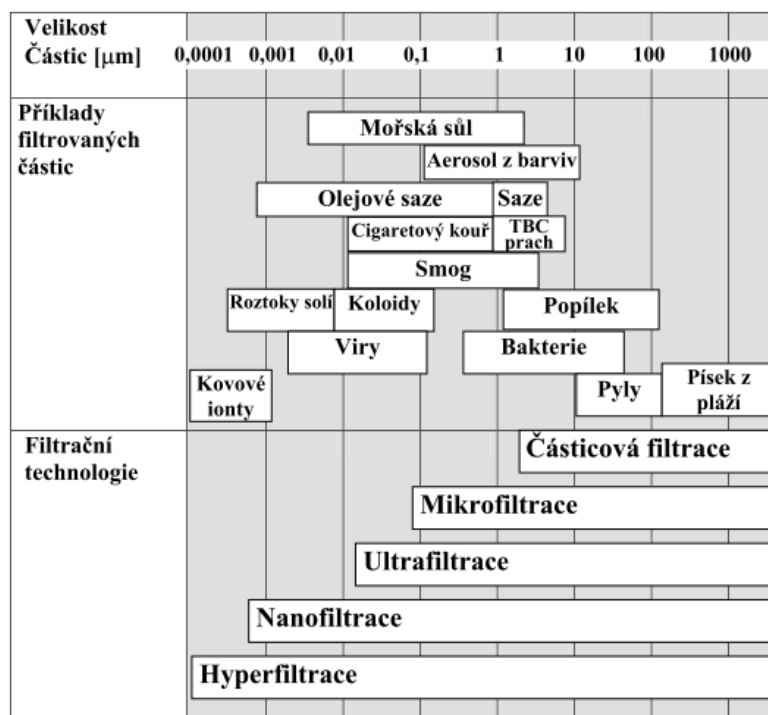 Velikost
Částic [μm]
0,0001 0,001 0,01 0,1 1 10 100 1000
Příklady
filtrovaných
částic
Mořská sůl
Aerosol z barviv
Olejové saze
Saze
Cigaretový kouř
TBC
prach
Smog
Roztoky solí
Koloidy
Popílek
Viry
Bakterie
Kovové
ionty
Pyly
Písek z
pláží
Filtrační
technologie
Částicová filtrace
Mikrofiltrace
Ultrafiltrace
Nanofiltrace
Hyperfiltrace